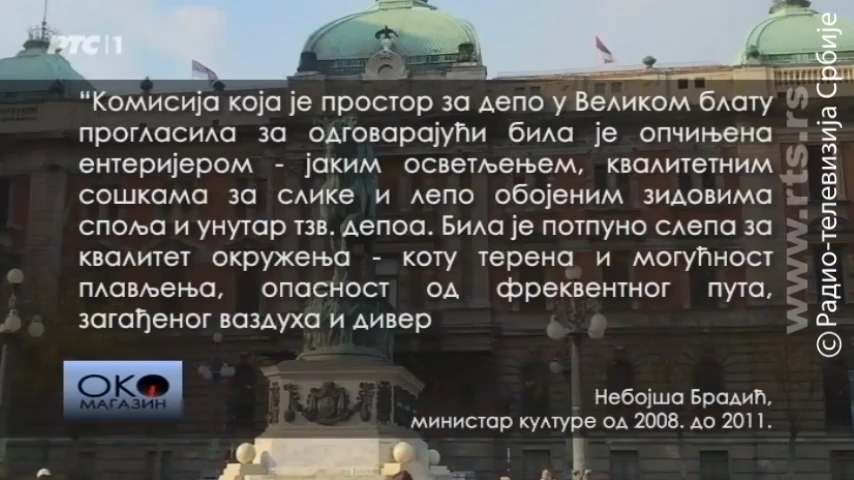 РТС|1
“Комисија која је простор за депо у Великом блату
прогласила за одговарајући била је опчињена
ентеријером - јаким осветљењем, квалитетним
сошкама за слике и лепо обојеним зидовима
споља и унутар тзв. депоа. Била је потпуно слепа за
квалитет окружења - коту терена и могућност
плављења, опасност од фреквентног пута,
загађеног ваздуха и дивер
ОКО
МАГАЗИН
Небојша Брадић,
министар културе од 2008. до 2011.
www.rts.rs
© Радио-телевизија Србије